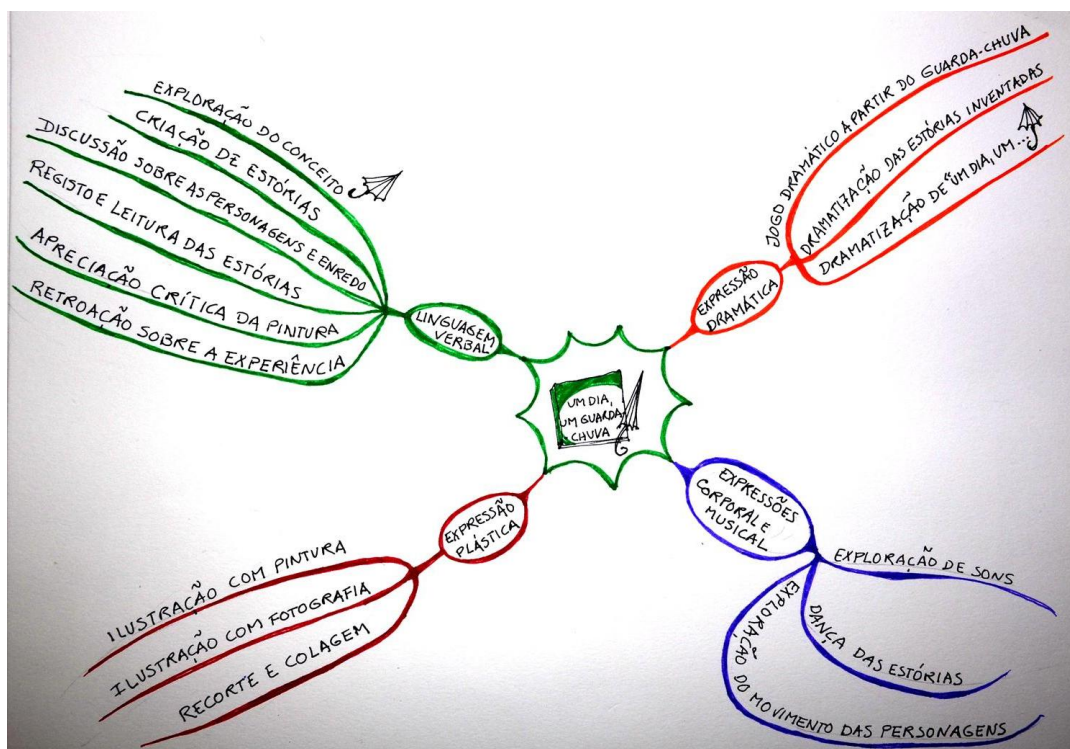 UM DIA,
UM GUARDA
CHUVA
LINGUAGEM
VERBAL
EXPLORAÇÃO DO CONCEITO
CRIAÇÃO DE ESTÓRIAS
DISCUSSÃO SOBRE AS PERSONAGENS E ENREDO
REGISTO E LEITURA DAS ESTÓRIAS
APRECIAÇÃO CRÍTICA DA PINTURA
RETROAÇÃO SOBRE A EXPERIÊNCIA
EXPRESSÃO
DRAMÁTICA
JOGO DRAMÁTICO A PARTIR DO GUARDA-CHUVA
DRAMATIZAÇÃO DAS ESTÓRIAS INVENTADAS
DRAMATIZAÇÃO DE "UM DIA, UM...
EXPRESSÕES
CORPORAL E
MUSICAL
EXPLORAÇÃO DE SONS
DANÇA DAS ESTÓRIAS
EXPLORAÇÃO DO MOVIMENTO DAS PERSONAGENS
EXPRESSÃO
PLÁSTICA
ILUSTRAÇÃO COM PINTURA
ILUSTRAÇÃO COM FOTOGRAFIA
RECORTE E COLAGEM